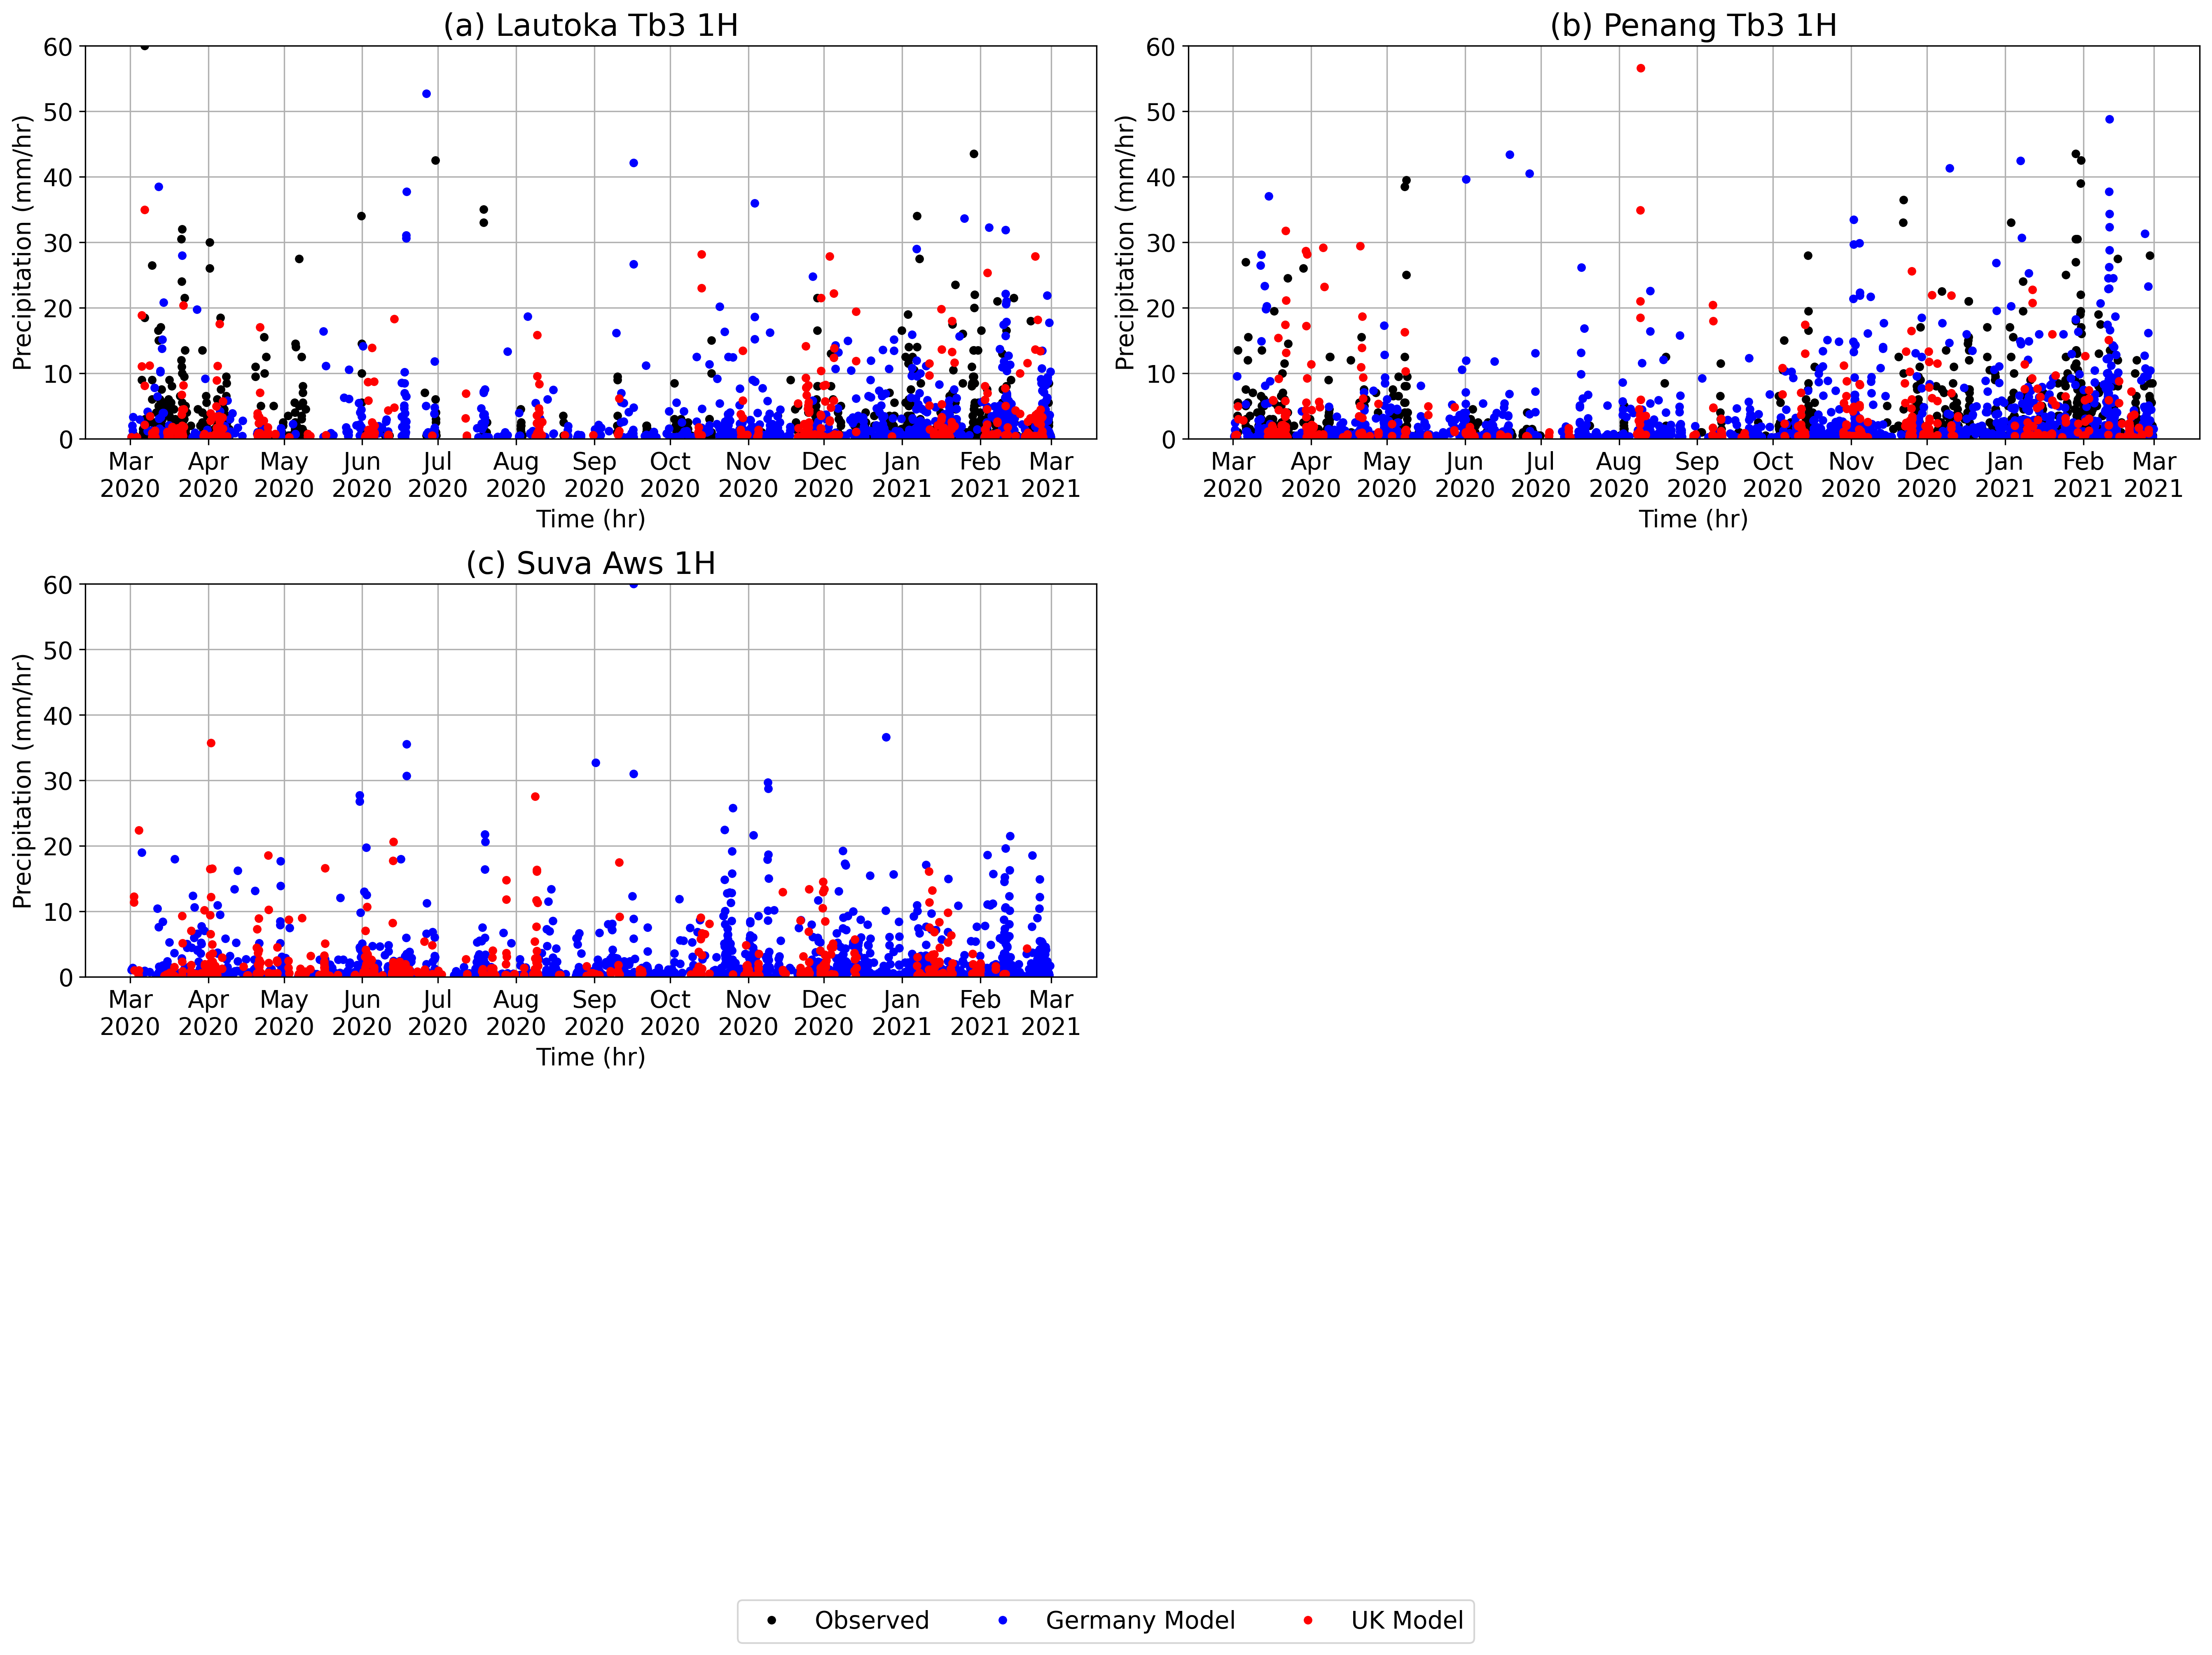 (a) Lautoka Tb3 1H
60
50
40
30
20
10
0
Precipitation (mm/hr)
Mar Apr May Jun Jul Aug Sep Oct Nov Dec Jan Feb Mar
2020 2020 2020 2020 2020 2020 2020 2020 2020 2020 2021 2021 2021
Time (hr)
(b) Penang Tb3 1H
60
50
40
30
20
10
0
Precipitation (mm/hr)
Mar Apr May Jun Jul Aug Sep Oct Nov Dec Jan Feb Mar
2020 2020 2020 2020 2020 2020 2020 2020 2020 2020 2021 2021 2021
Time (hr)
(c) Suva Aws 1H
60
50
40
30
20
10
0
Precipitation (mm/hr)
Mar Apr May Jun Jul Aug Sep Oct Nov Dec Jan Feb Mar
2020 2020 2020 2020 2020 2020 2020 2020 2020 2020 2021 2021 2021
Time (hr)
Observed Germany Model UK Model